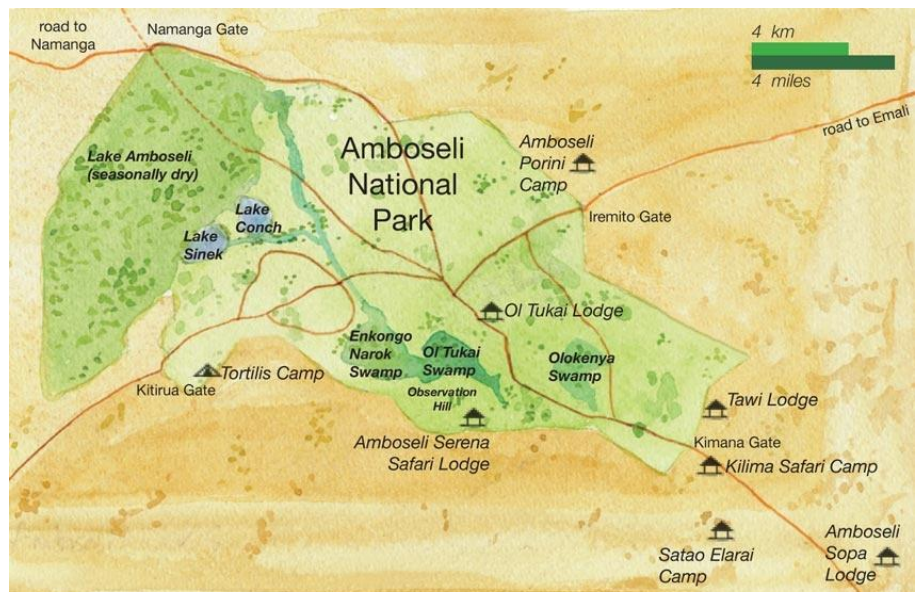 road to
Namanga
Namanga Gate
4 km
4 miles
road to Emali
Amboseli
National
Park
Amboseli
Porini
Camp
Lake Amboseli
(seasonally dry)
Iremito Gate
Lake
Conch
Lake
Sinek
Ol Tukai Lodge
Enkongo
Narok
Swamp
Ol Tukai
Swamp
Olokenya
Swamp
Observation
Hill
Tortilis Camp
Kitirua Gate
Tawi Lodge
Amboseli Serena
Safari Lodge
Kimana Gate
Kilima Safari Camp
Satao Elarai
Camp
Amboseli
Sopa
Lodge